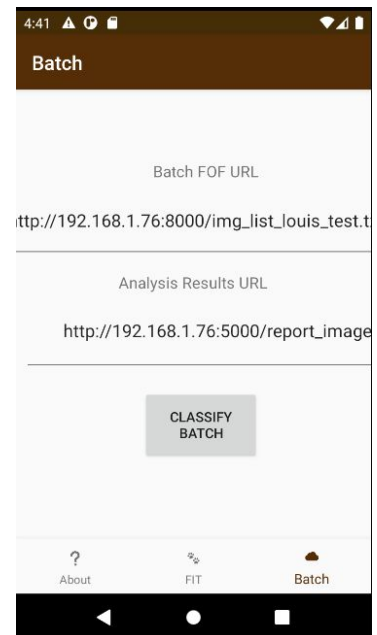 4:41
Batch
Batch FOF URL
ttp://192.168.1.76:8000/img_list_louis_test.t
Analysis Results URL
http://192.168.1.76:5000/report_image
CLASSIFY
BATCH
?
About
FIT
Batch